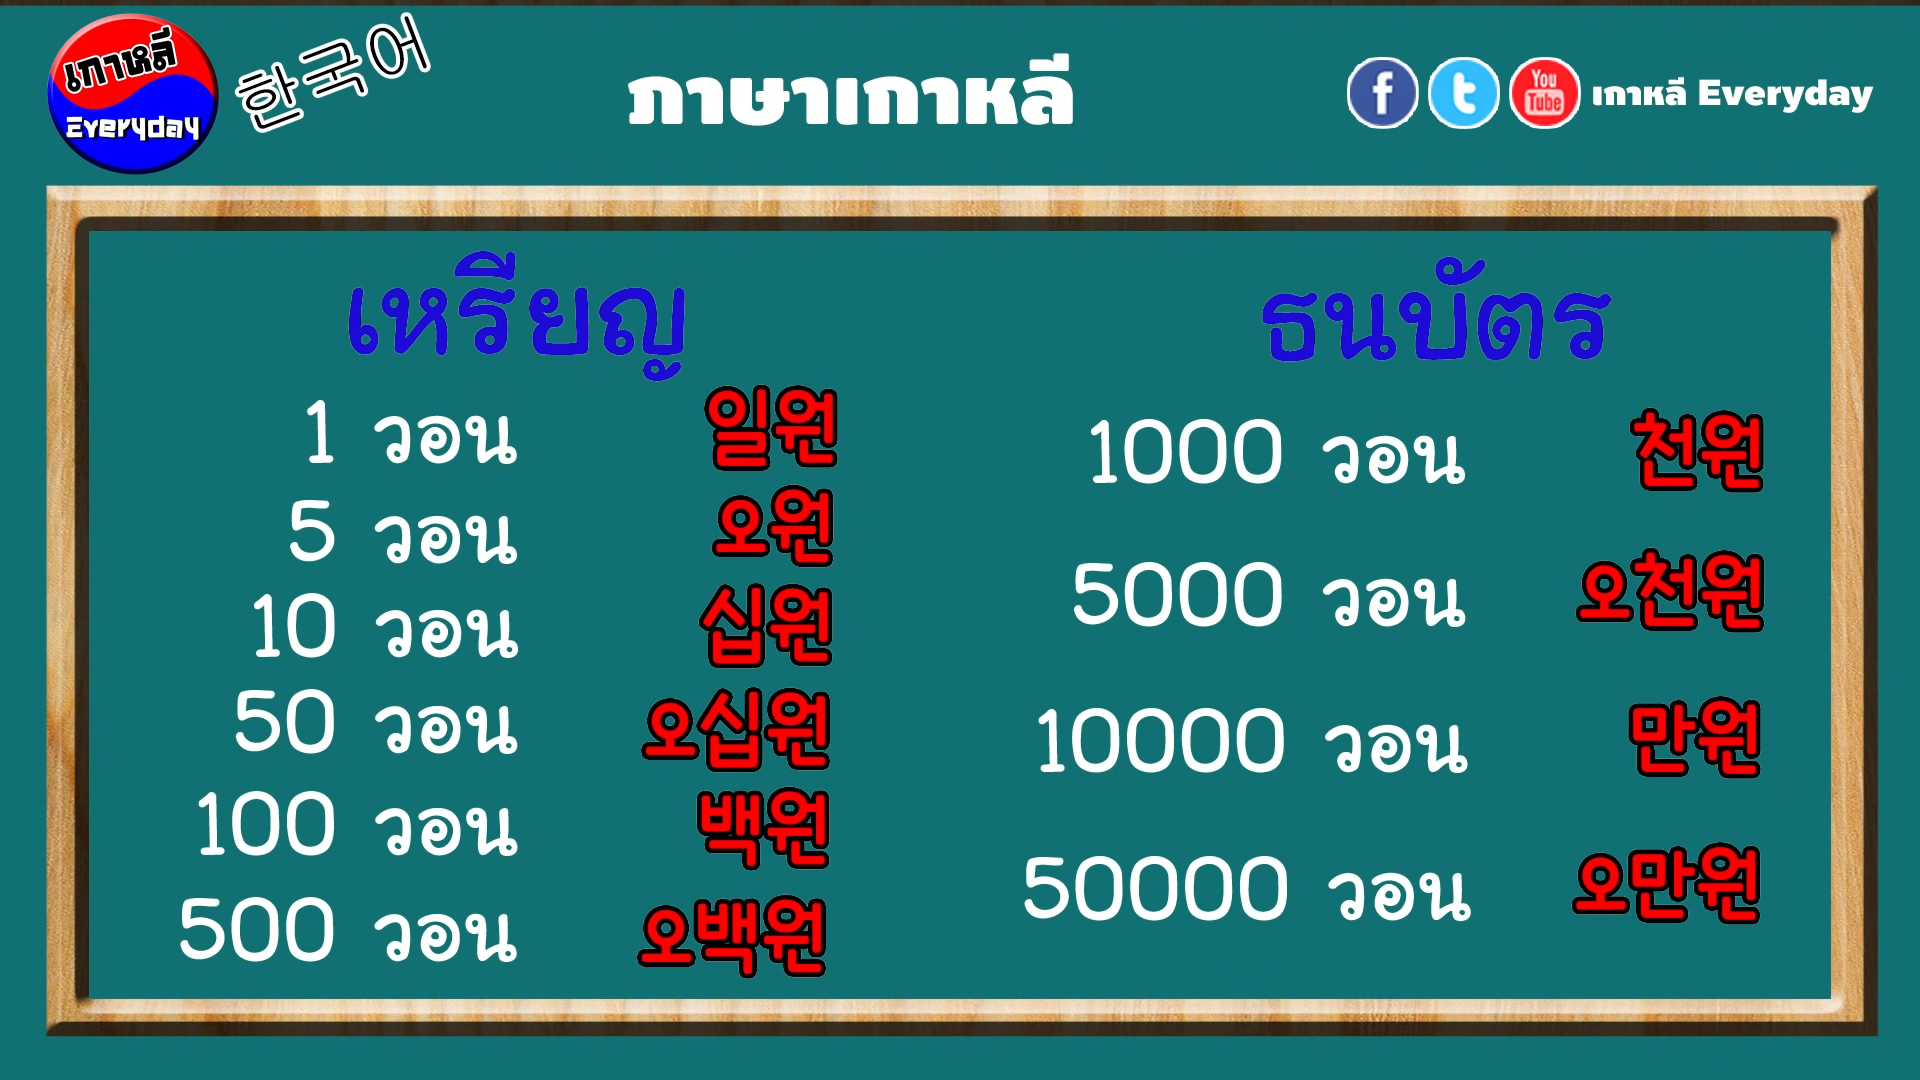 เกาหลี
Everyday
한국어
ภาษาเกาหลี
f t You Tube เกาหลี Everyday
เหรียญ
1 วอน 일원
5 วอน 오원
10 วอน 십원
50 วอน 오십원
100 วอน 백원
500 วอน 오백원
ธนบัตร
1000 วอน 천원
5000 วอน 오천원
10000 วอน 만원
50000 วอน 오만원